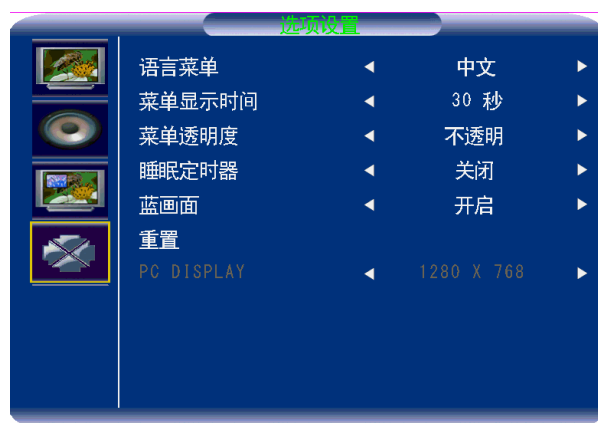 选项设置
语言菜单 中文
菜单显示时间 30 秒
菜单透明度 不透明
睡眠定时器 关闭
蓝画面 开启
重置
PC DISPLAY 1280 X 768